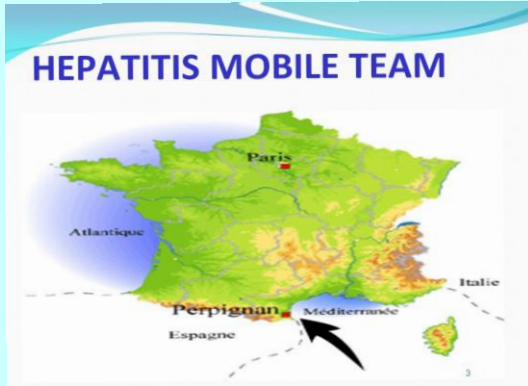 HEPATITIS MOBILE TEAM
Paris
Atlantique
Italie
Perpignan
Méditerranée
Espagne
3